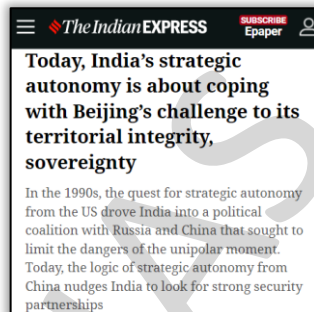 The Indian EXPRESS
SUBSCRIBE
Epaper
Today, India's strategic
autonomy is about coping
with Beijing's challenge to its
territorial integrity,
sovereignty
In the 1990s, the quest for strategic autonomy
from the US drove India into a political
coalition with Russia and China that sought to
limit the dangers of the unipolar moment.
Today, the logic of strategic autonomy from
China nudges India to look for strong security
partnerships